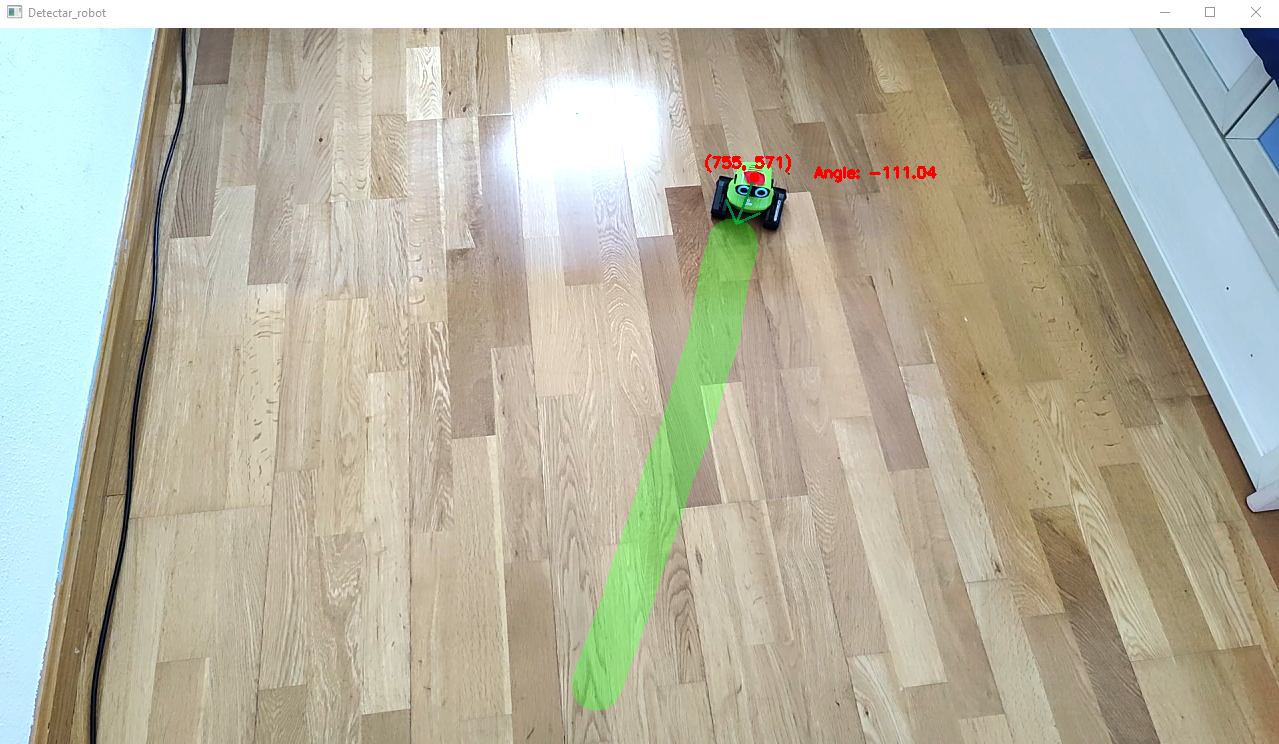 Detectar_robot
(755, 571)
Angle: -111.04